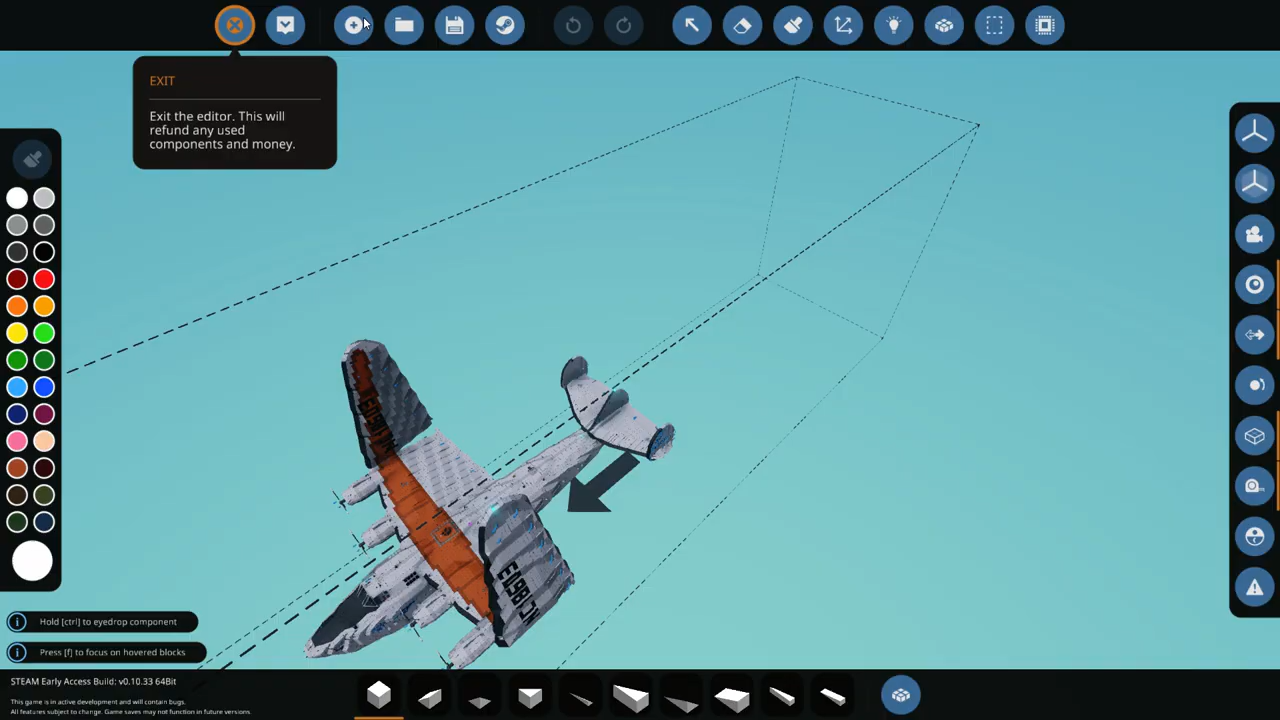 EXIT
Exit the editor. This will
refund any used
components and money.
Hold [ctrl] to eyedrop component
Press [f] to focus on hovered blocks
STEAM Early Access Build: v0.10.33 64Bit
This game is in active development and will contain bugs.
All features subject to change. Game saves may not function in future versions.